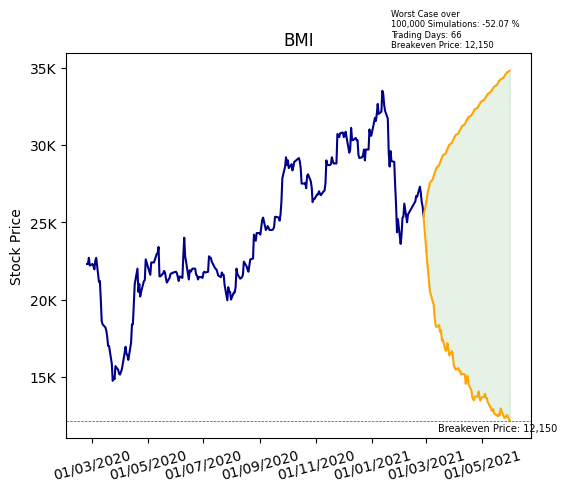 Worst Case over
100,000 Simulations: -52.07 %
Trading Days: 66
Breakeven Price: 12,150
BMI
Stock Price
35K
30K
25K
20K
15K
Breakeven Price: 12,150
01/03/2020
01/05/2020
01/07/2020
01/09/2020
01/11/2020
01/01/2021
01/03/2021
01/05/2021